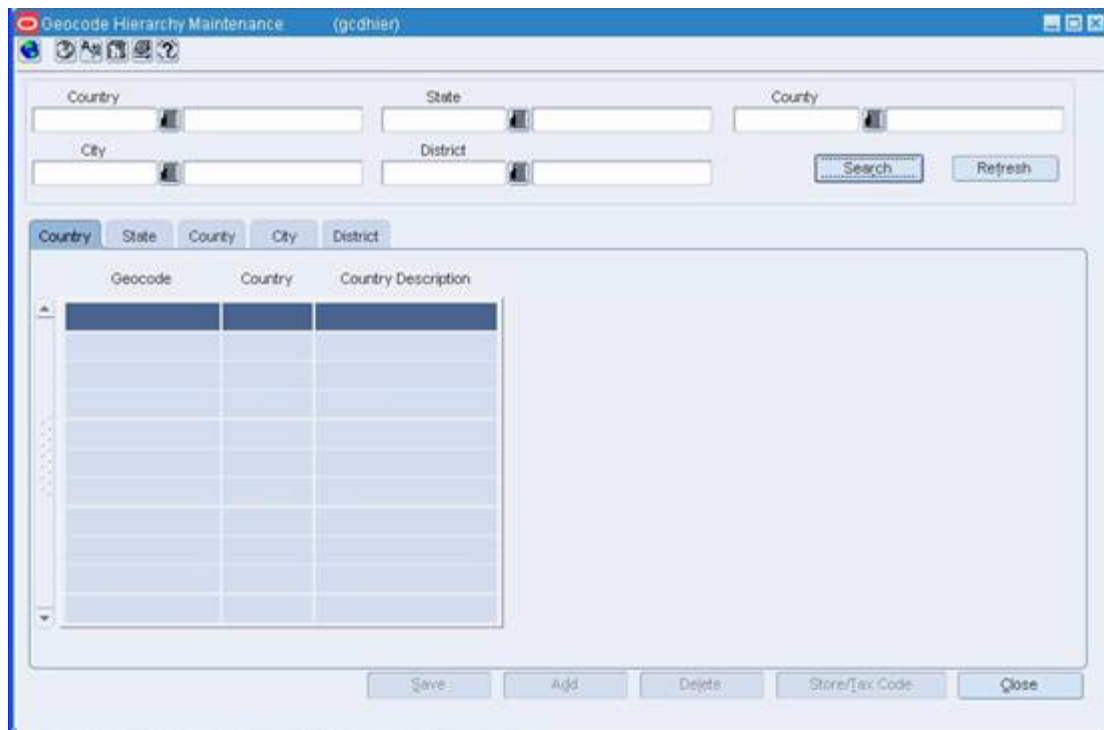 Geocode Hierarchy Maintenance (gcdhier)
Country State County
City District Search Refresh
Country State County City District
Geocode Country Country Description
Save Add Delete Store/Tax Code Close